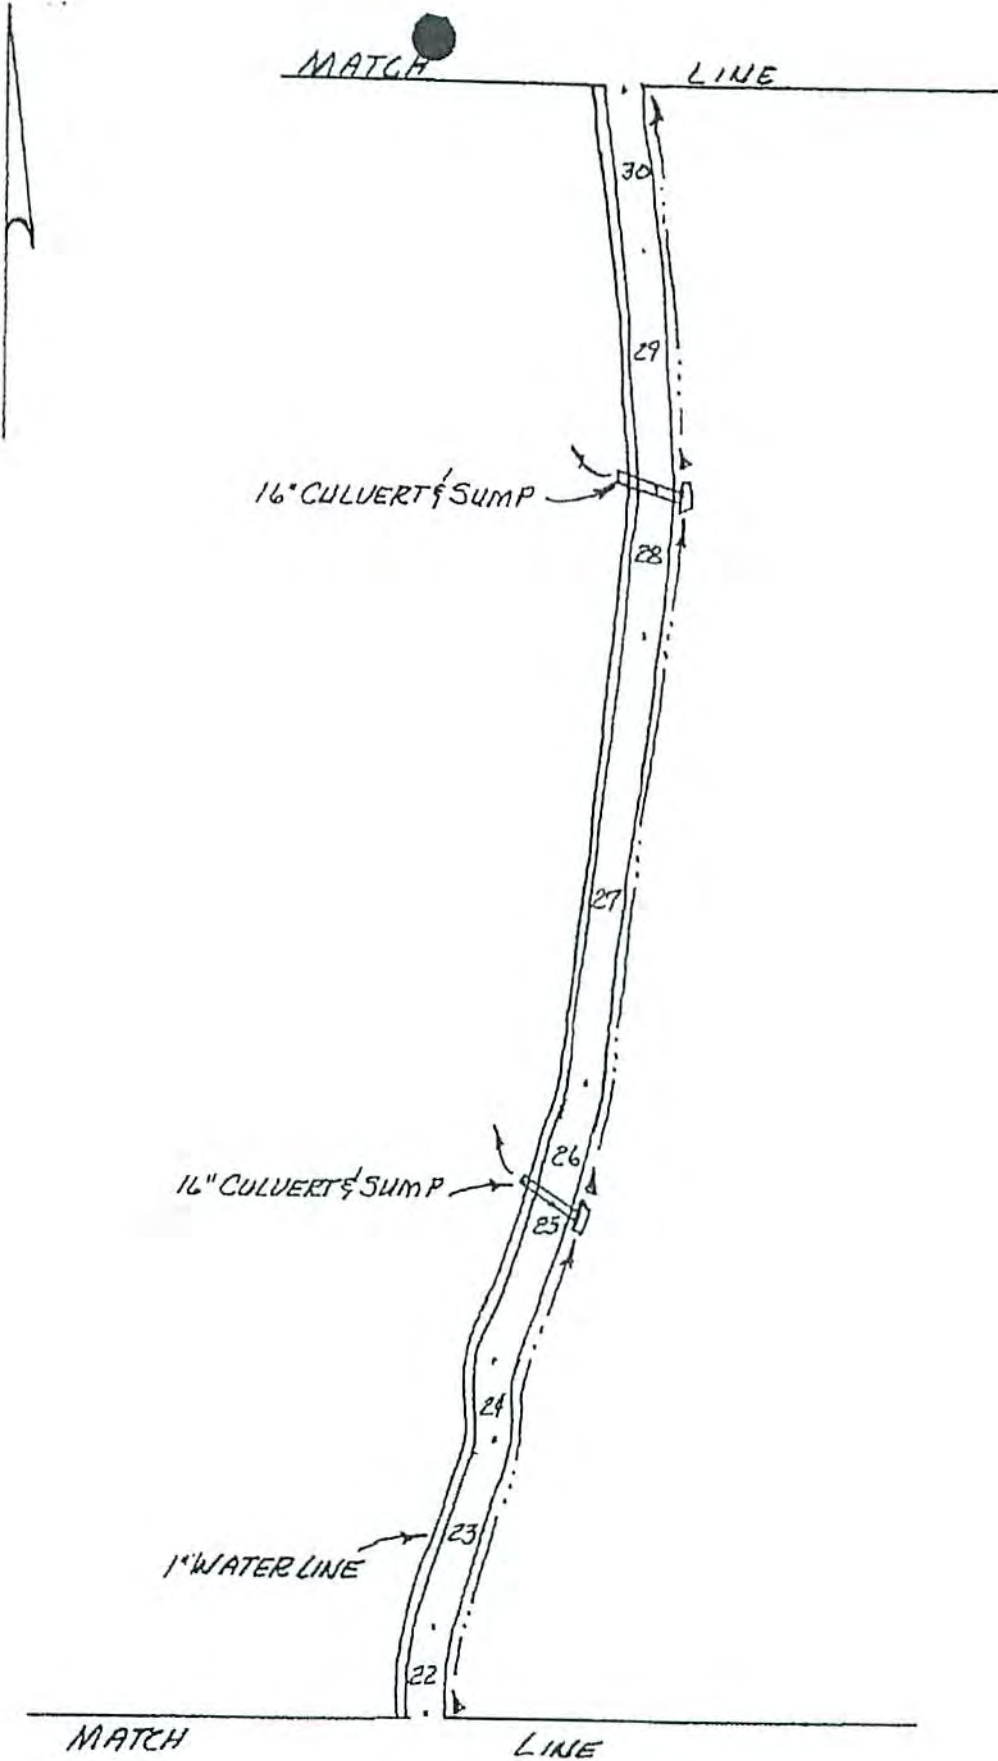 MATCH LINE
30
29
16" CULVERT & SUMP
28
27
26
16" CULVERT & SUMP
25
24
23
1" WATER LINE
22
MATCH LINE